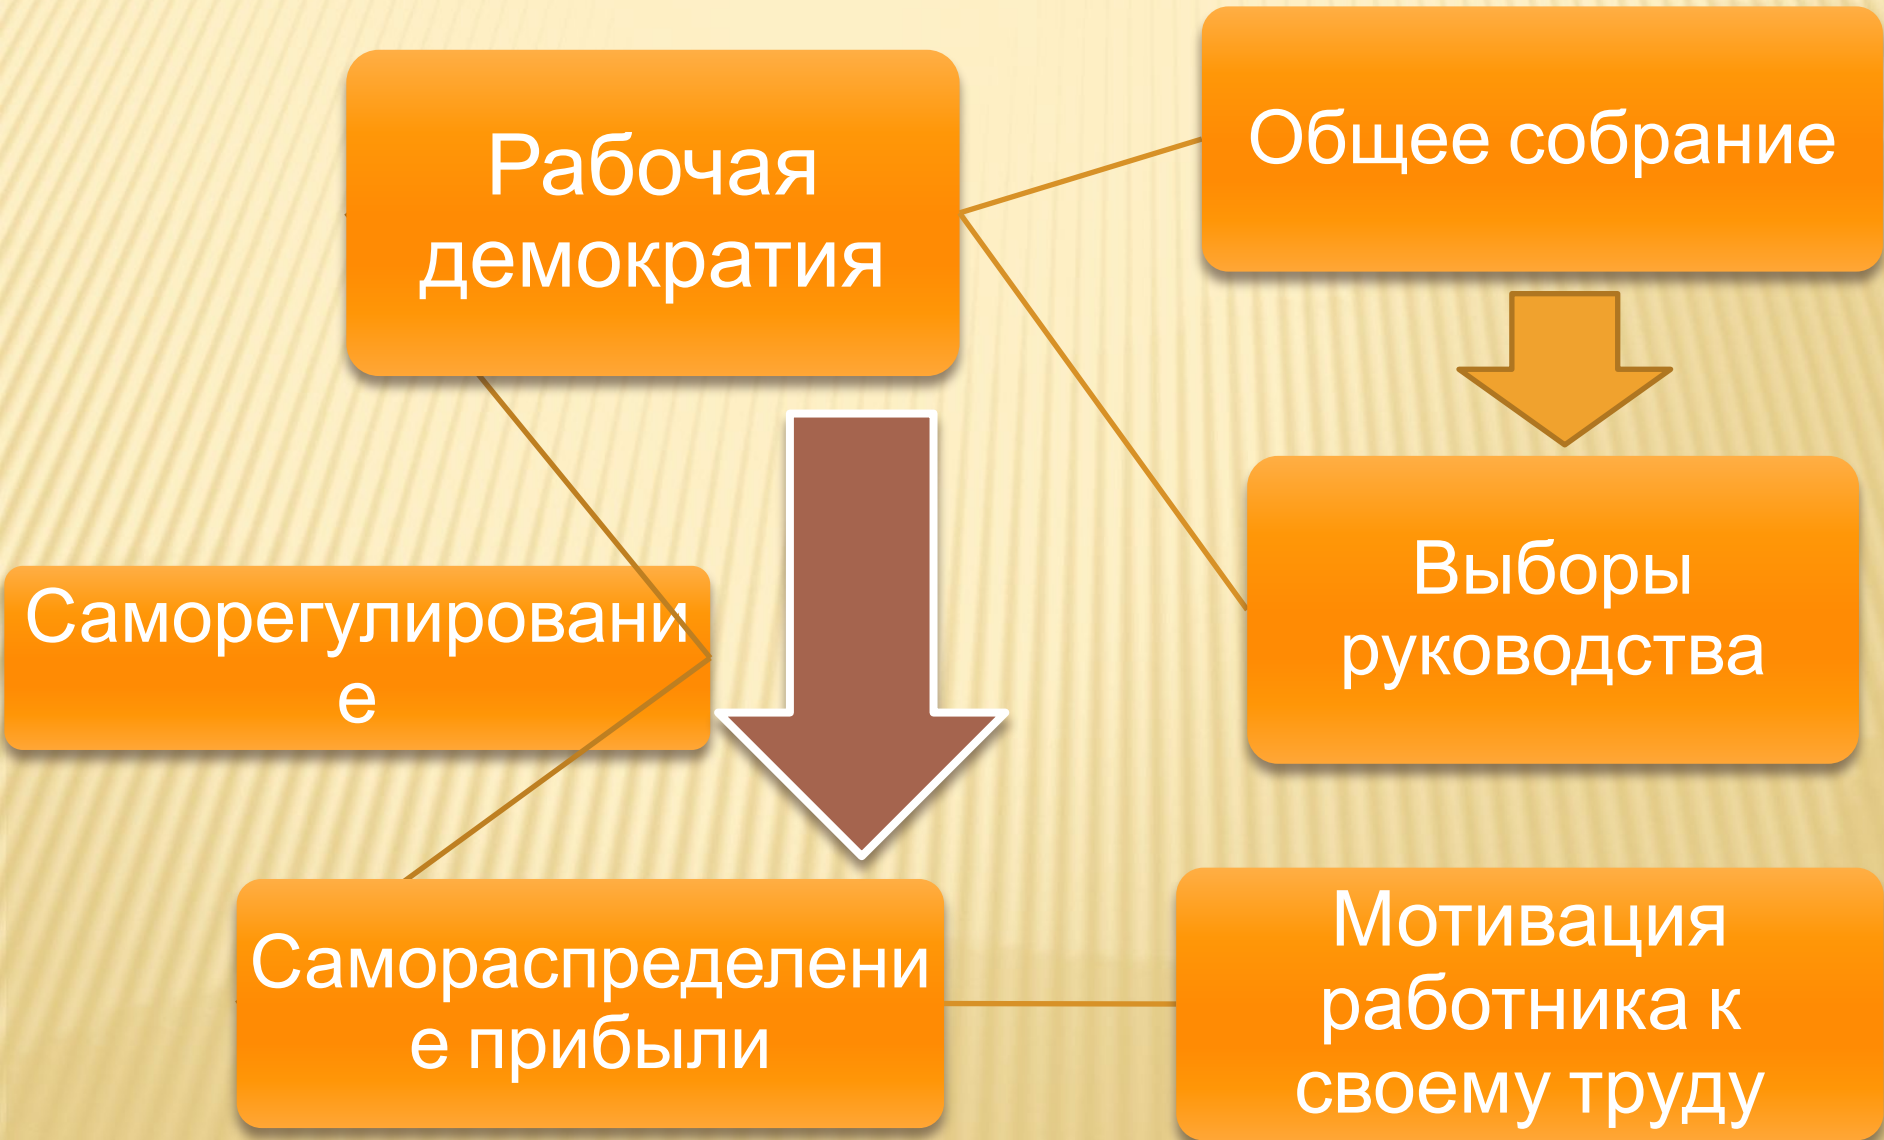 Рабочая
демократия
Общее собрание
Выборы
руководства
Саморегулировани
е
Самораспределени
е прибыли
Мотивация
работника к
своему труду